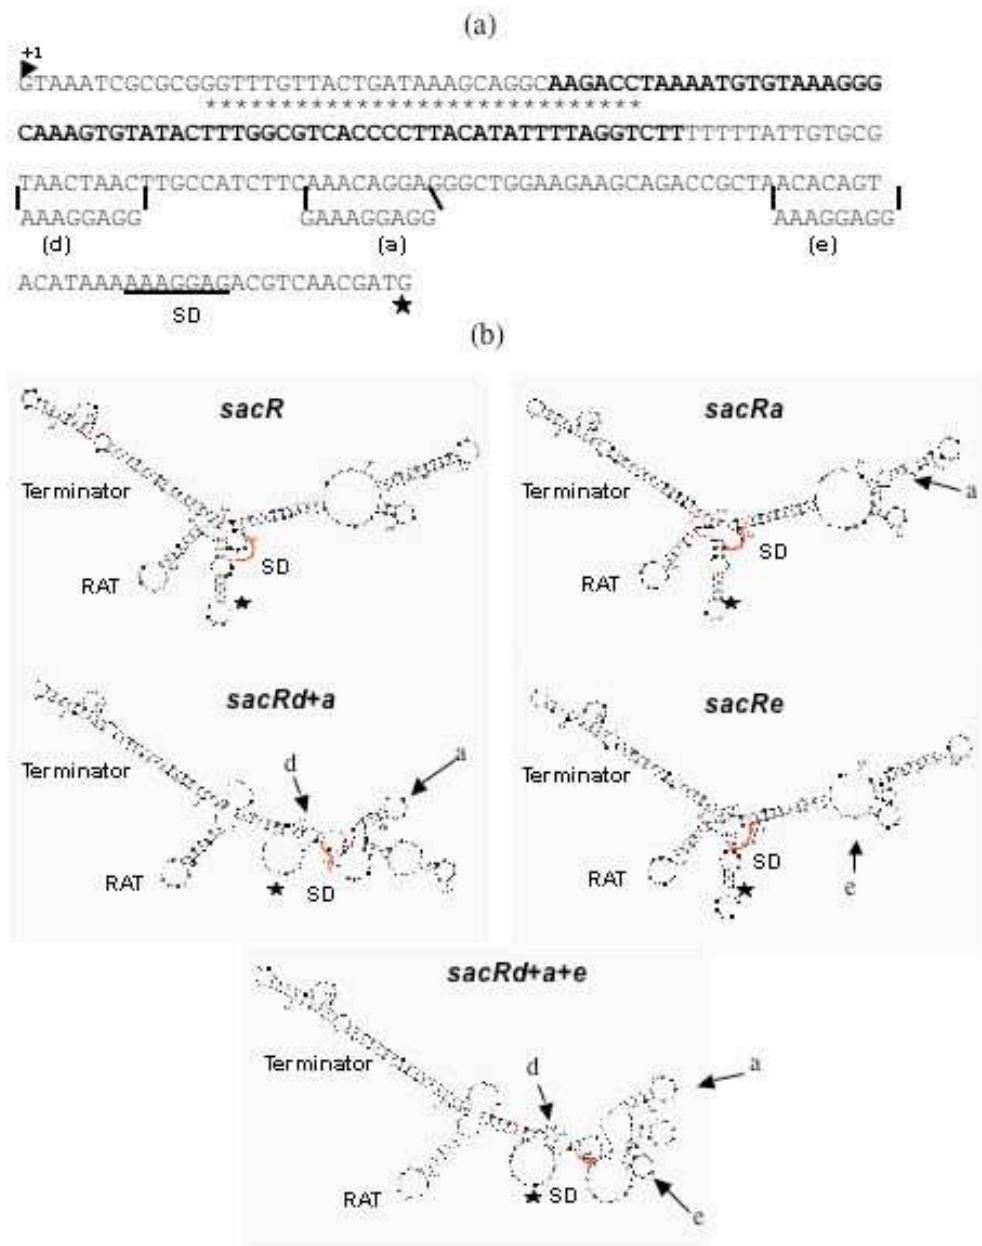 (a)
+1
GTAAATCGCGCGGGTTTGTTACTGATAAAGCAGGCAAGACCTAAAATGTGTAAAGGG
************************************
CAAAGTGTATACTTTGGCGTCACCCCTTACATATTTTAGGTCTTTTTTTATTGTGCG
TAACTAACTTGCCATCTTCAAACAGGAGGGCTGGAAGAAGCAGACCGCTAACACAGT
AAAGGAGG GAAAGGAGG AAAGGAGG
(d) (a) (e)
ACATAAAAAAGGAGACGTCAACGATG
SD
(b)
sacR sacRa
Terminator Terminator
a
SD SD
RAT RAT
sacRd+a sacRe
d a
Terminator Terminator
SD
RAT SD RAT e
sacRd+a+e
Terminator d a
RAT SD
e